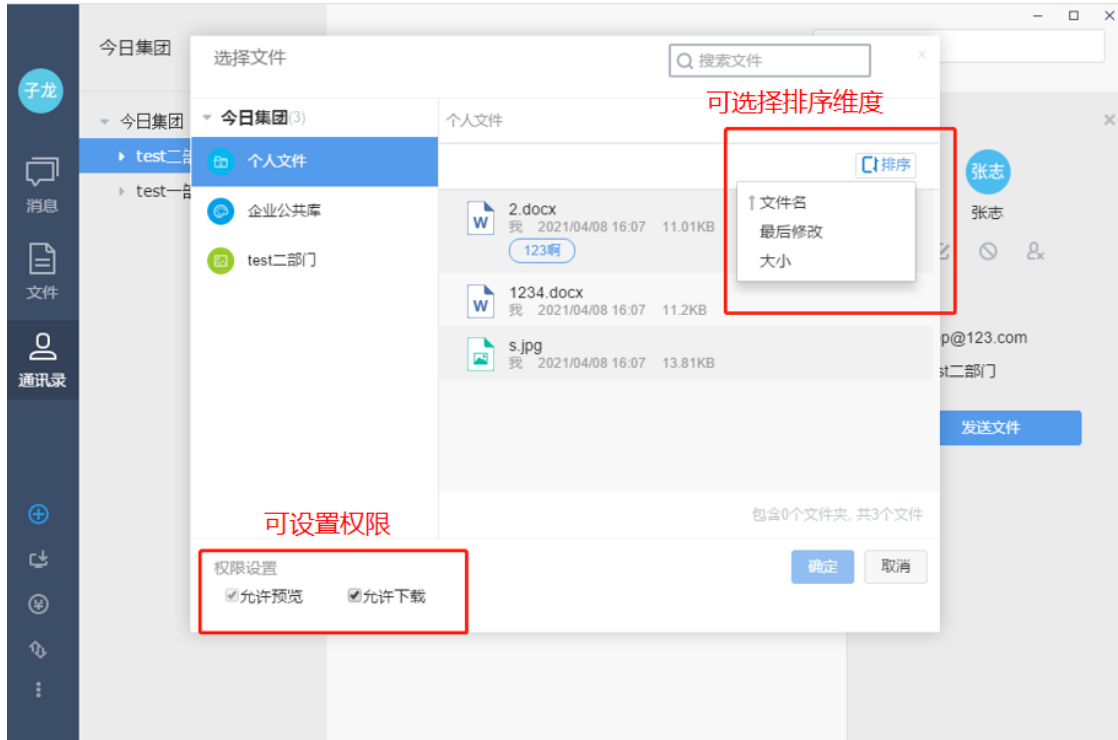 今日集团
选择文件
搜索文件
子龙
可选择排序维度
今日集团
今日集团(3)
个人文件
test二部
个人文件
排序
张志
消息
test一部
企业公共库
2.docx
我 2021/04/08 16:07 11.01KB
123啊
文件名
最后修改
大小
张志
test二部门
文件
1234.docx
我 2021/04/08 16:07 11.2KB
s.jpg
我 2021/04/08 16:07 13.81KB
p@123.com
st二部门
通讯录
发送文件
可设置权限
包含0个文件夹, 共3个文件
权限设置
允许预览 允许下载
确定 取消